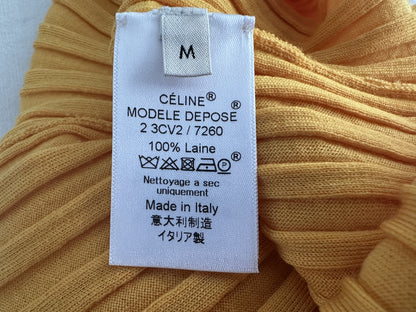 M
CÉLINE®
MODELE DEPOSE®
2 3CV2 / 7260
100% Laine
P ®
Nettoyage a sec
uniquement
Made in Italy
意大利制造
イタリア製